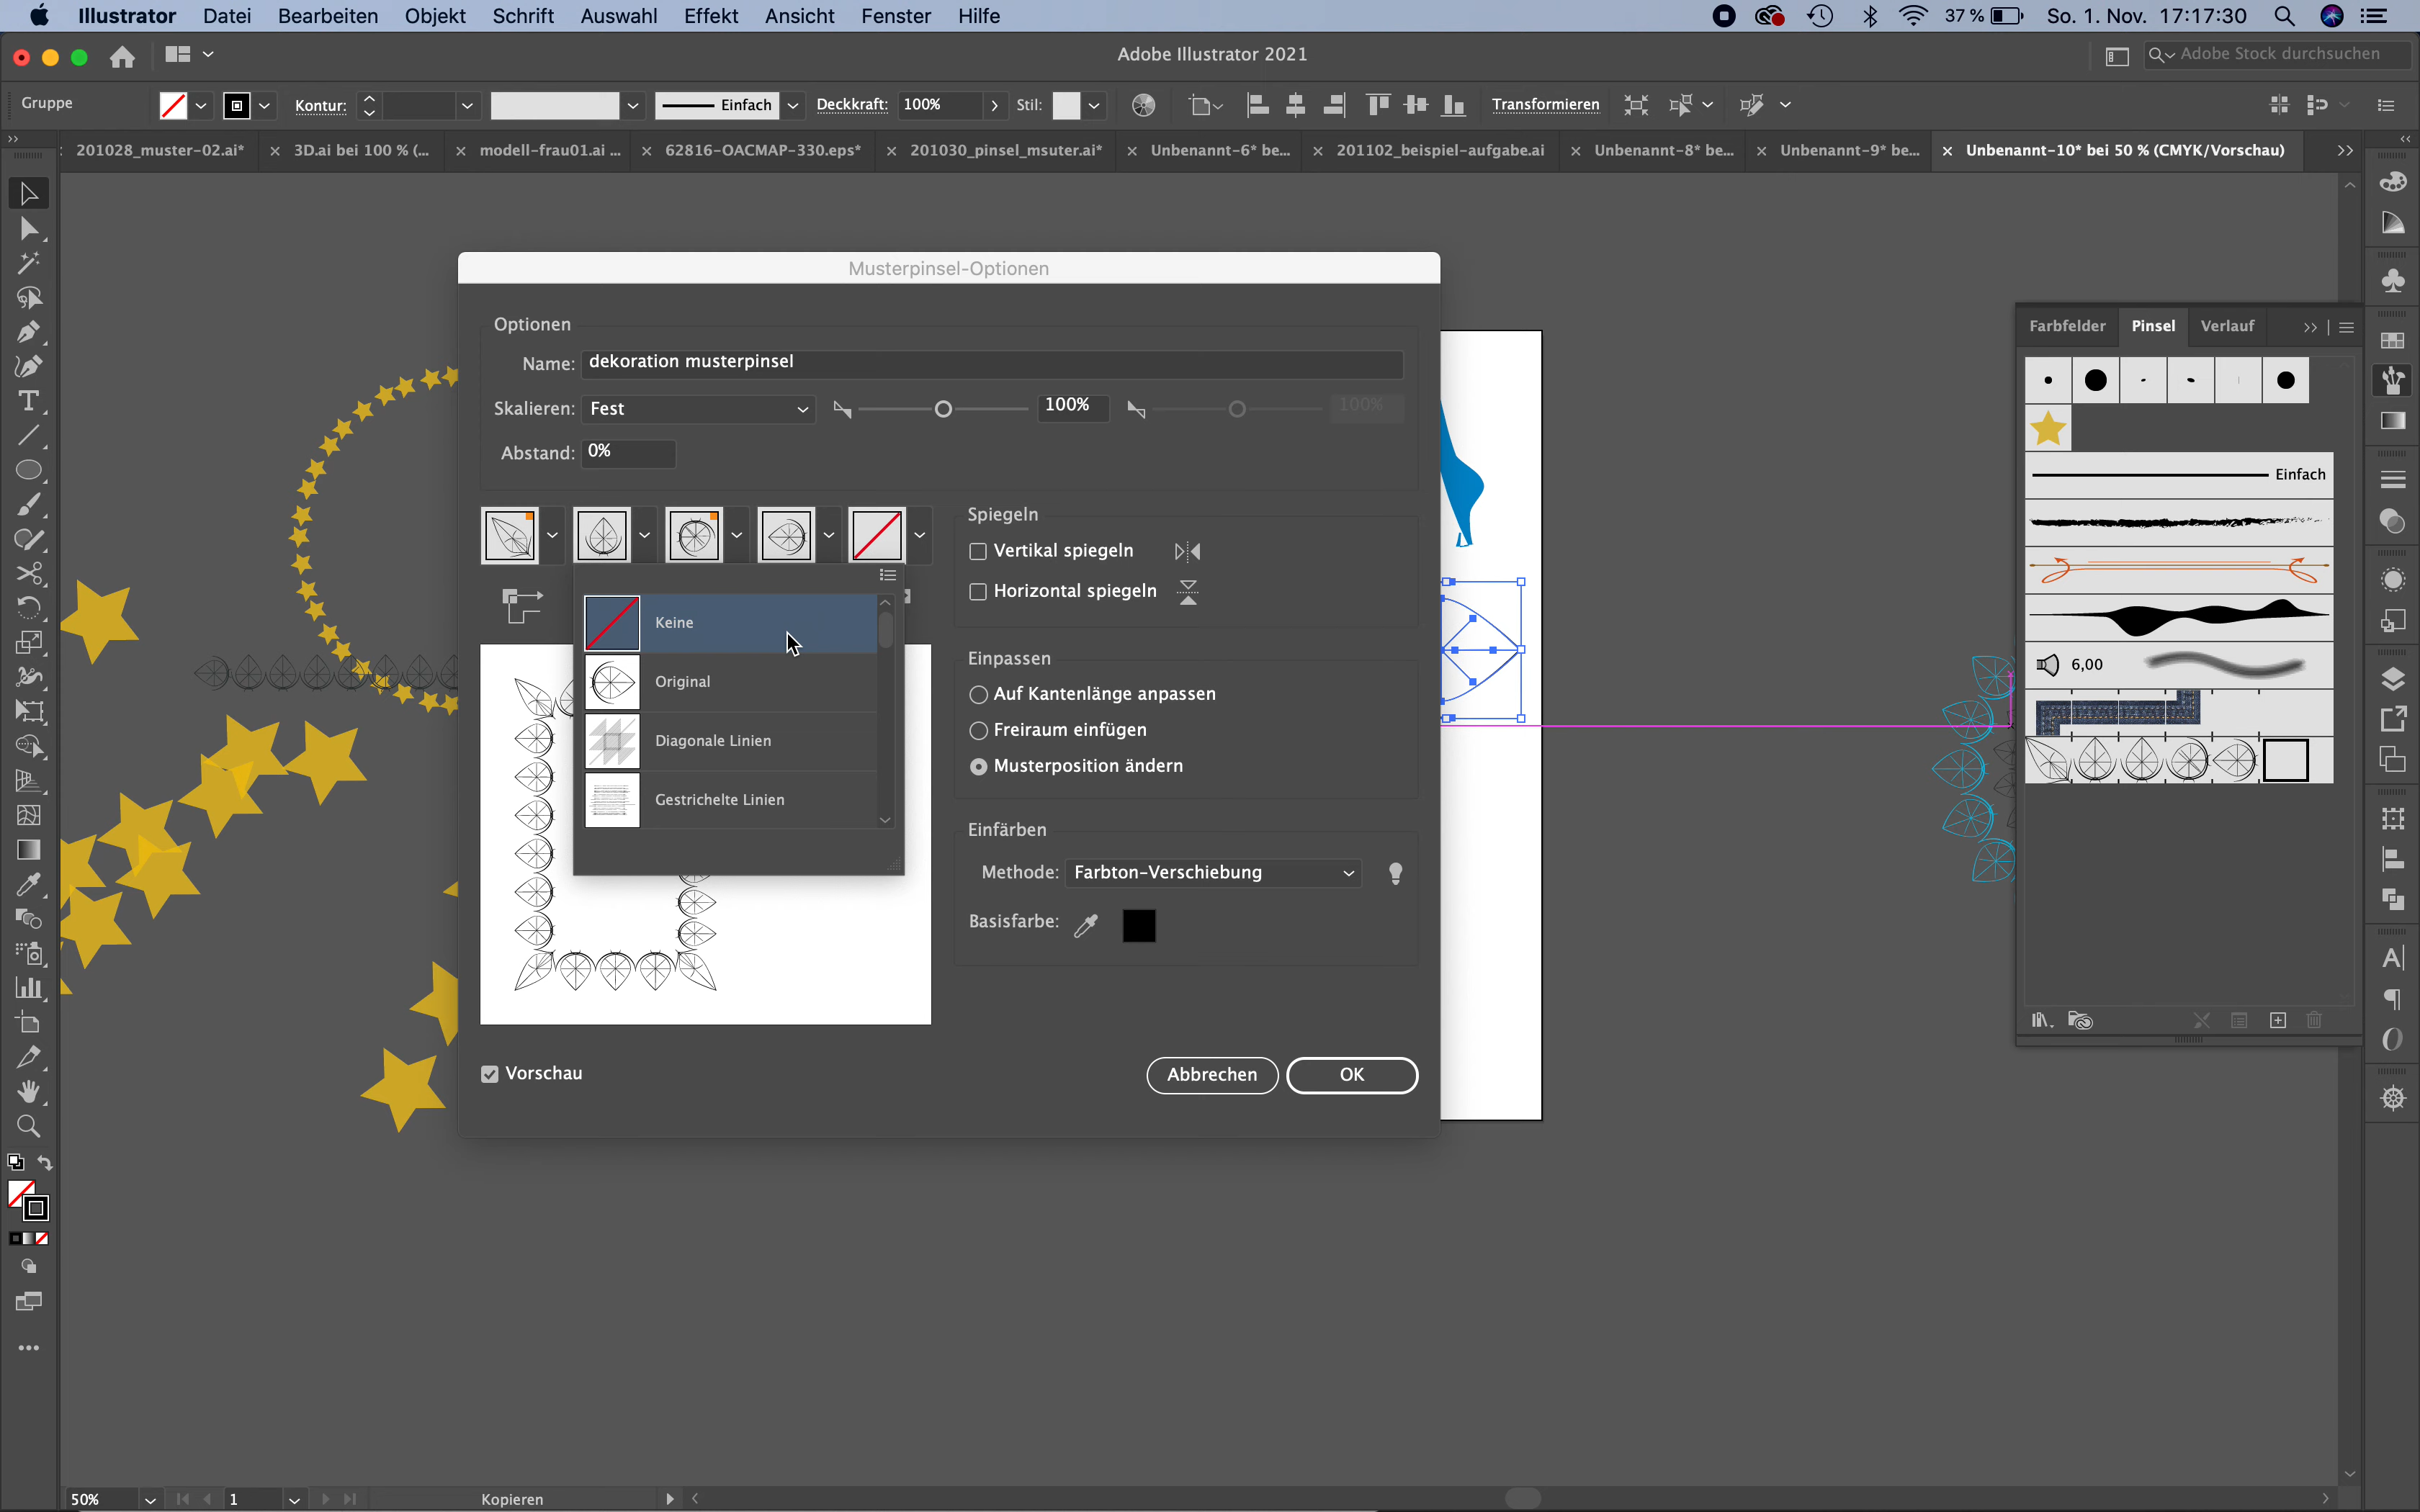 Illustrator Datei Bearbeiten Objekt Schrift Auswahl Effekt Ansicht Fenster Hilfe 37 % So. 1. Nov. 17:17:30
Adobe Illustrator 2021 Adobe Stock durchsuchen
Gruppe Kontur: Einfach Deckkraft: 100% Stil: Transformieren
201028_muster-02.ai* 3D.ai bei 100 % (... modell-frau01.ai ... 62816-OACMAP-330.eps* 201030_pinsel_msuter.ai* Unbenannt-6* be... 201102_beispiel-aufgabe.ai Unbenannt-8* be... Unbenannt-9* be... Unbenannt-10* bei 50 % (CMYK/Vorschau)
Musterpinsel-Optionen
Optionen
Name: dekoration musterpinsel
Skalieren: Fest 100% 100%
Abstand: 0%
Keine
Original
Diagonale Linien
Gestrichelte Linien
Spiegeln
Vertikal spiegeln
Horizontal spiegeln
Einpassen
Auf Kantenlänge anpassen
Freiraum einfügen
Musterposition ändern
Einfärben
Methode: Farbton-Verschiebung
Basisfarbe:
Vorschau
Abbrechen OK
Farbfelder Pinsel Verlauf
Einfach
6,00
50% 1 Kopieren